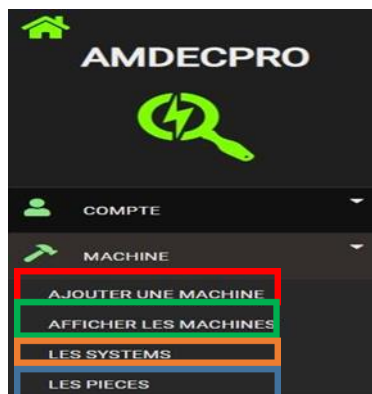 AMDECPRO
COMPTE
MACHINE
AJOUTER UNE MACHINE
AFFICHER LES MACHINES
LES SYSTEMS
LES PIECES